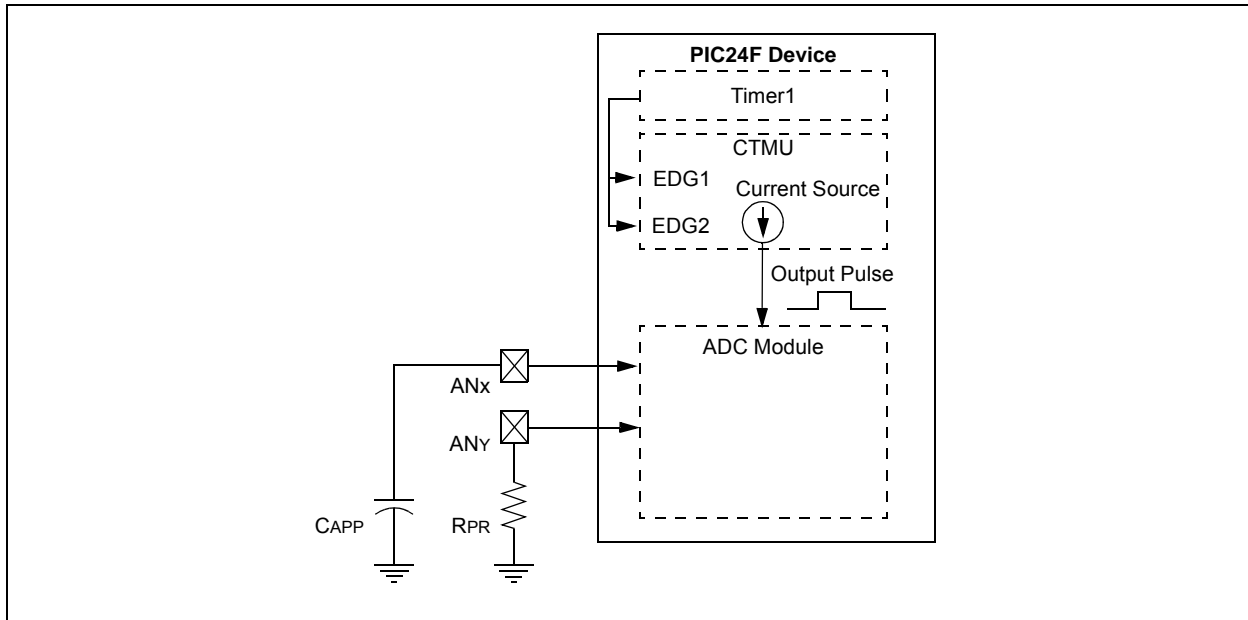 PIC24F Device
Timer1
CTMU
EDG1
Current Source
EDG2
Output Pulse
ADC Module
ANx
ANY
CAPP
RPR